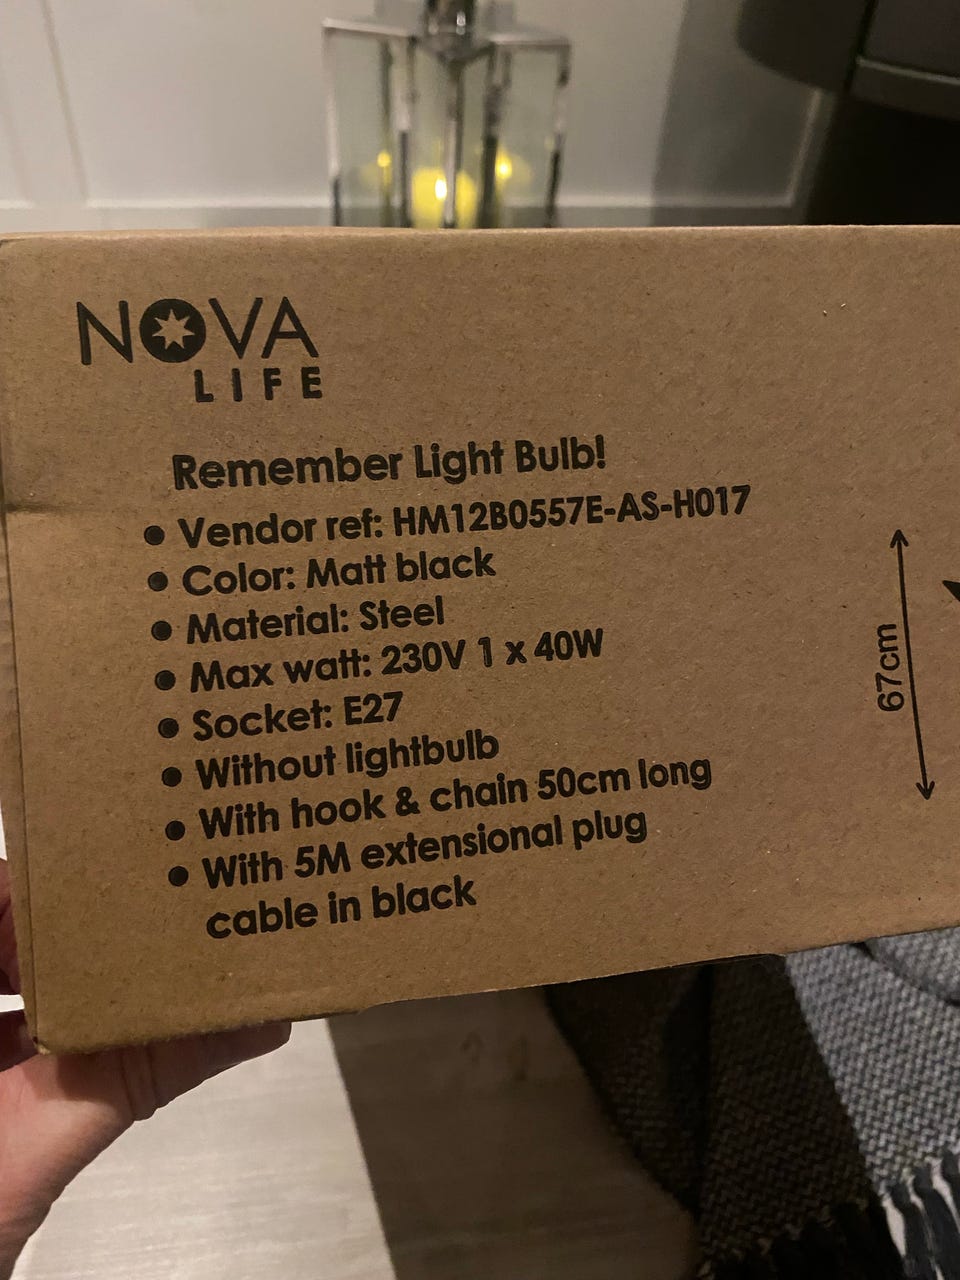 NOVA
LIFE
Remember Light Bulb!
• Vendor ref: HM12B0557E-AS-H017
• Color: Matt black
• Material: Steel
• Max watt: 230V 1 x 40W
• Socket: E27
• Without lightbulb
• With hook & chain 50cm long
• With 5M extensional plug
cable in black
67cm